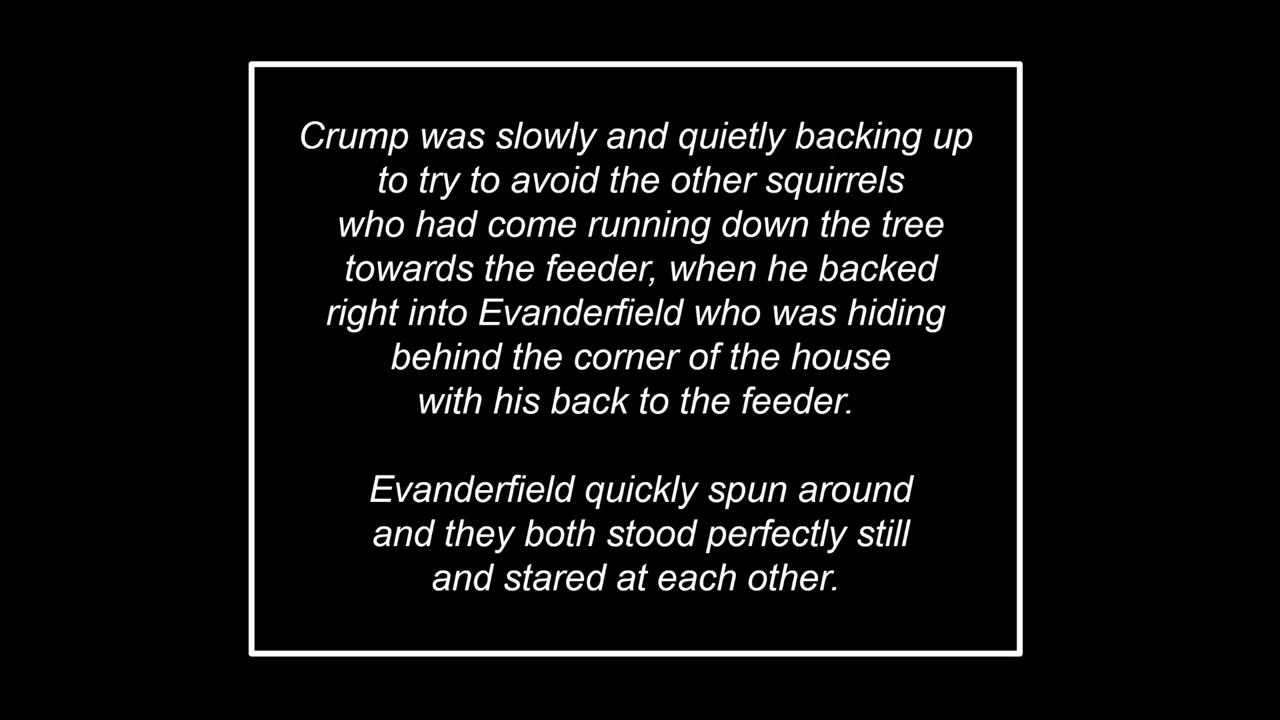 Crump was slowly and quietly backing up
to try to avoid the other squirrels
who had come running down the tree
towards the feeder, when he backed
right into Evanderfield who was hiding
behind the corner of the house
with his back to the feeder.
Evanderfield quickly spun around
and they both stood perfectly still
and stared at each other.